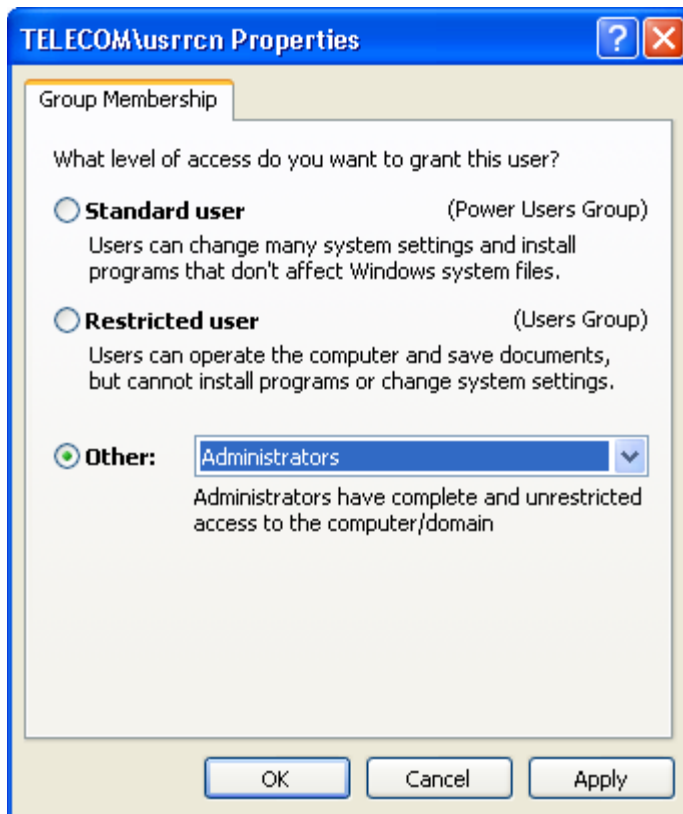 TELECOM\usrrcn Properties
Group Membership
What level of access do you want to grant this user?
Standard user (Power Users Group)
Users can change many system settings and install
programs that don't affect Windows system files.
Restricted user (Users Group)
Users can operate the computer and save documents,
but cannot install programs or change system settings.
Other: Administrators
Administrators have complete and unrestricted
access to the computer/domain
OK Cancel Apply